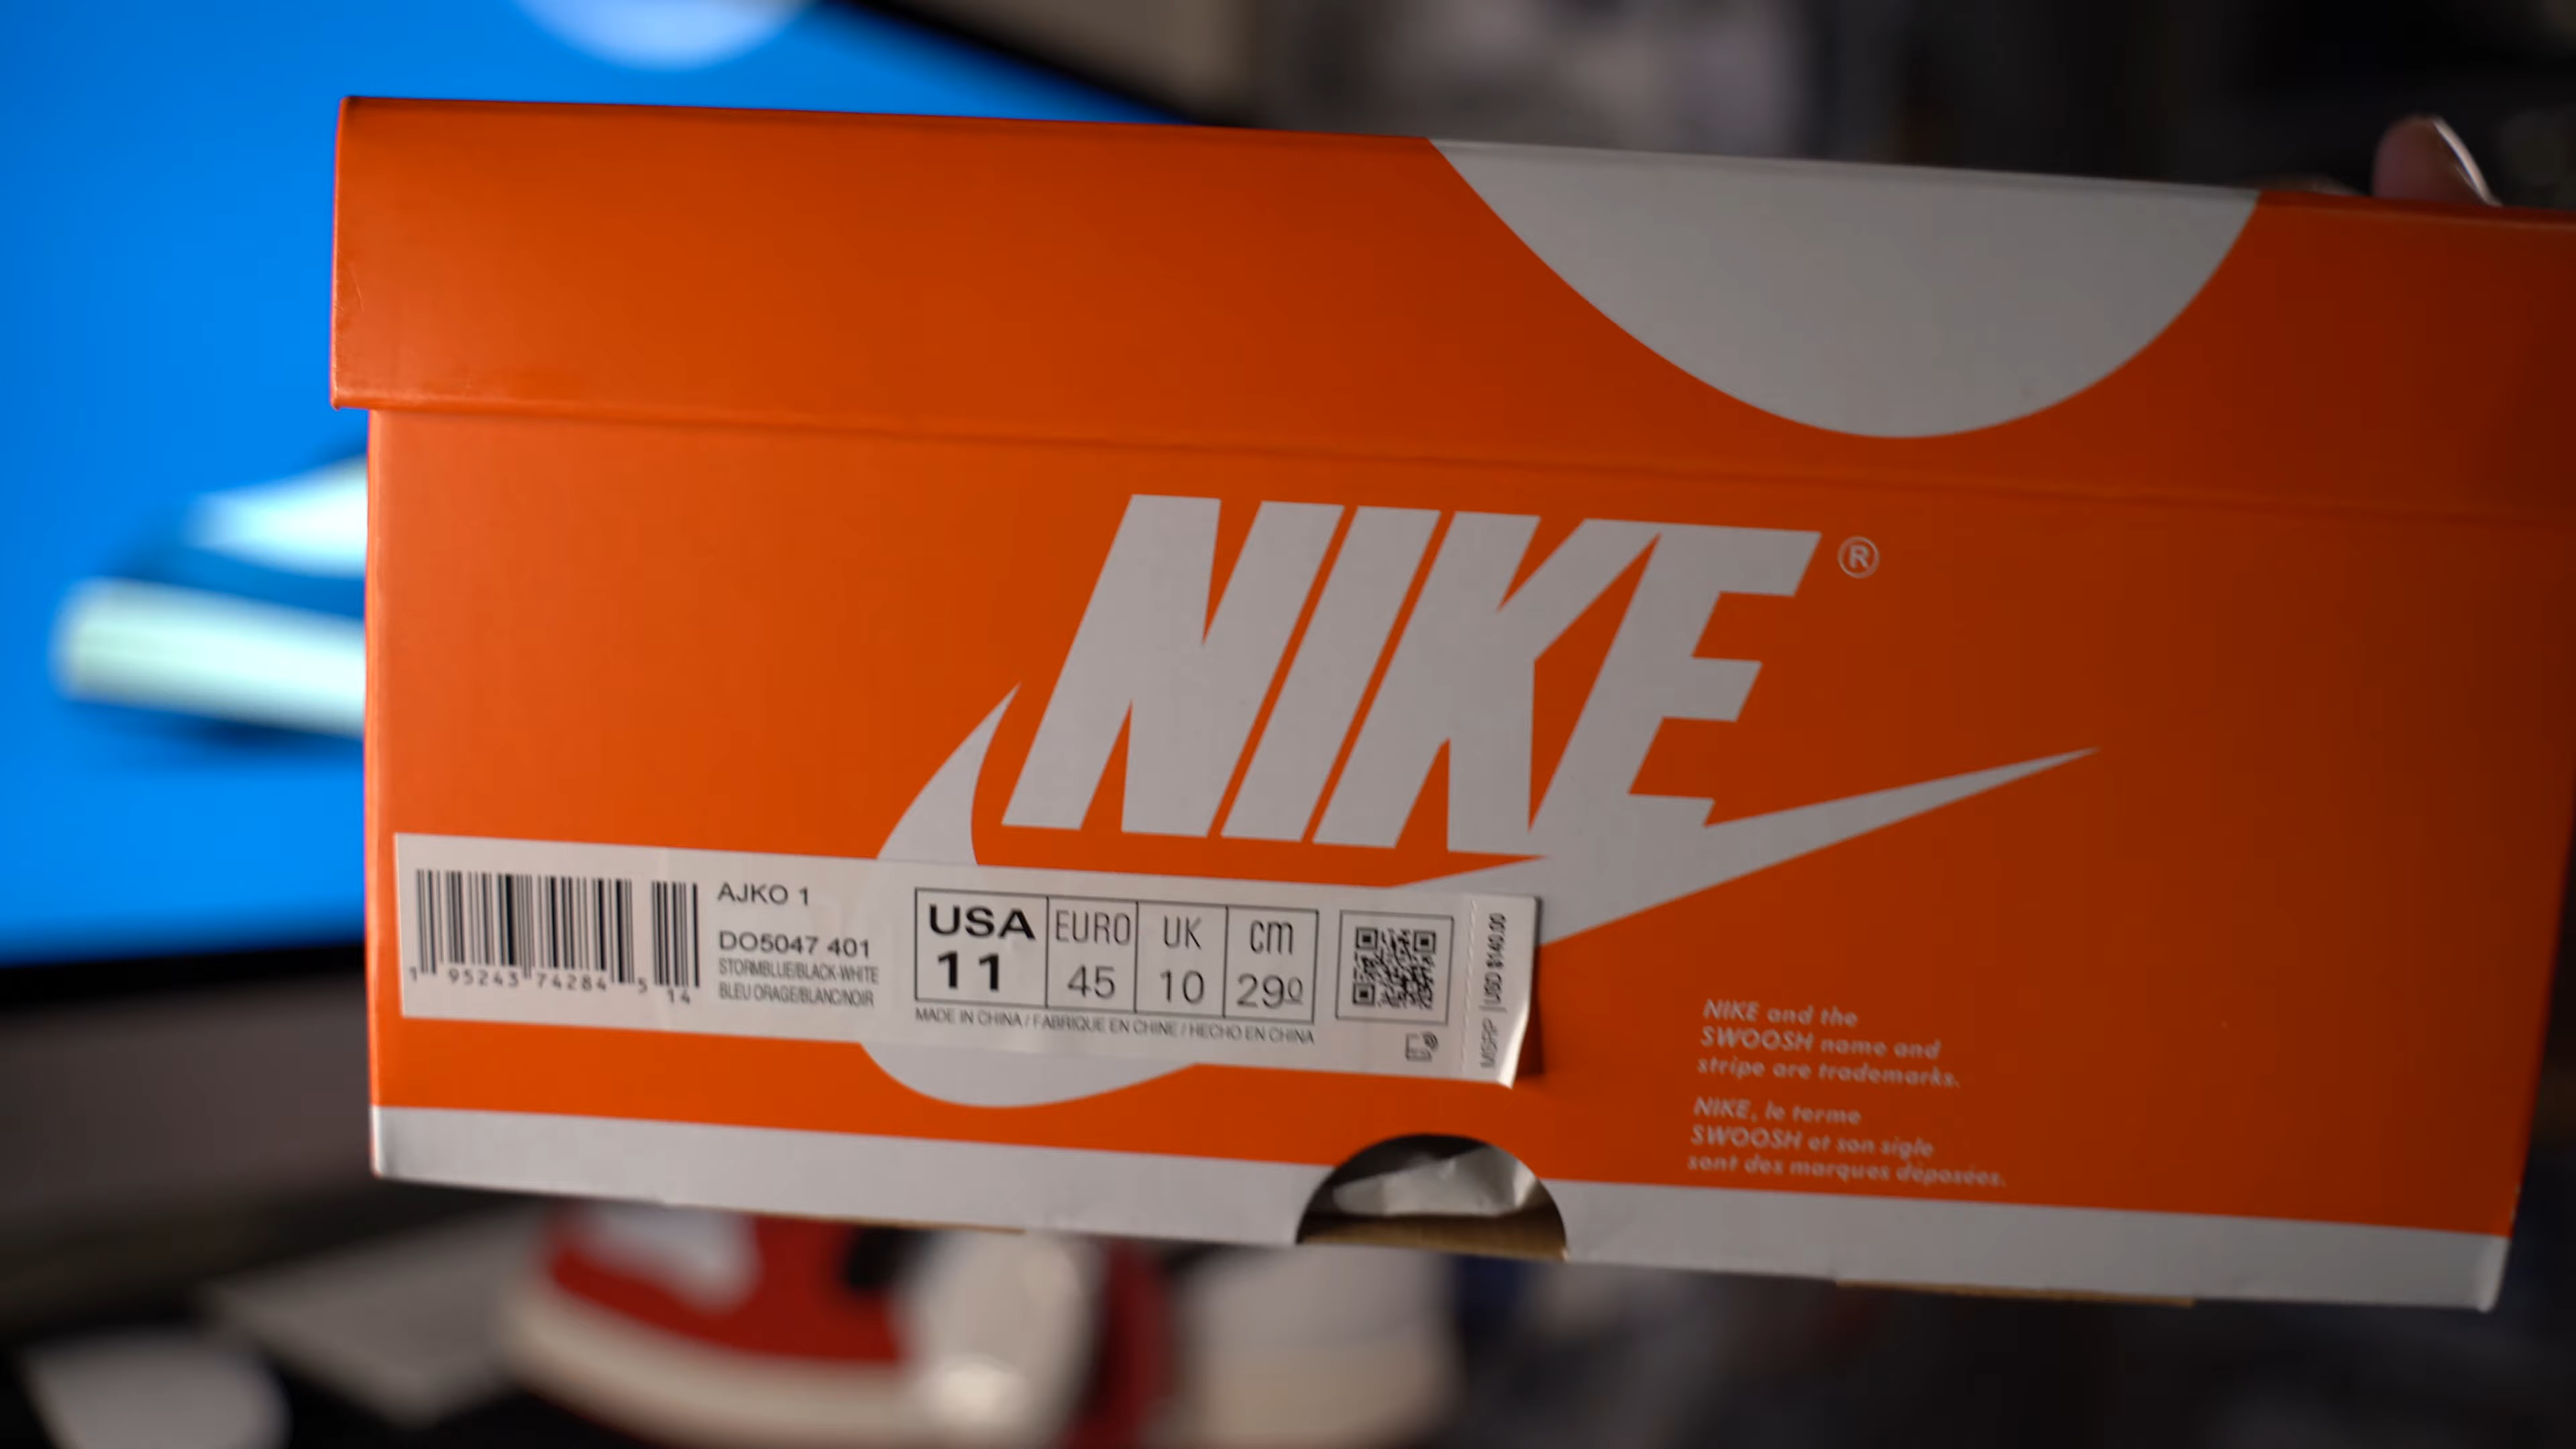 NIKE®
AJKO 1
DO5047 401
STORMBLUE/BLACK-WHITE
BLEU ORAGE/BLANC/NOIR
1 95243 74284 5 14
USA EURO UK cm
11 45 10 290
MADE IN CHINA / FABRIQUE EN CHINE / HECHO EN CHINA
MSRP USD $140.00
NIKE and the
SWOOSH name and
stripe are trademarks.
NIKE, le terme
SWOOSH et son sigle
sont des marques déposées.